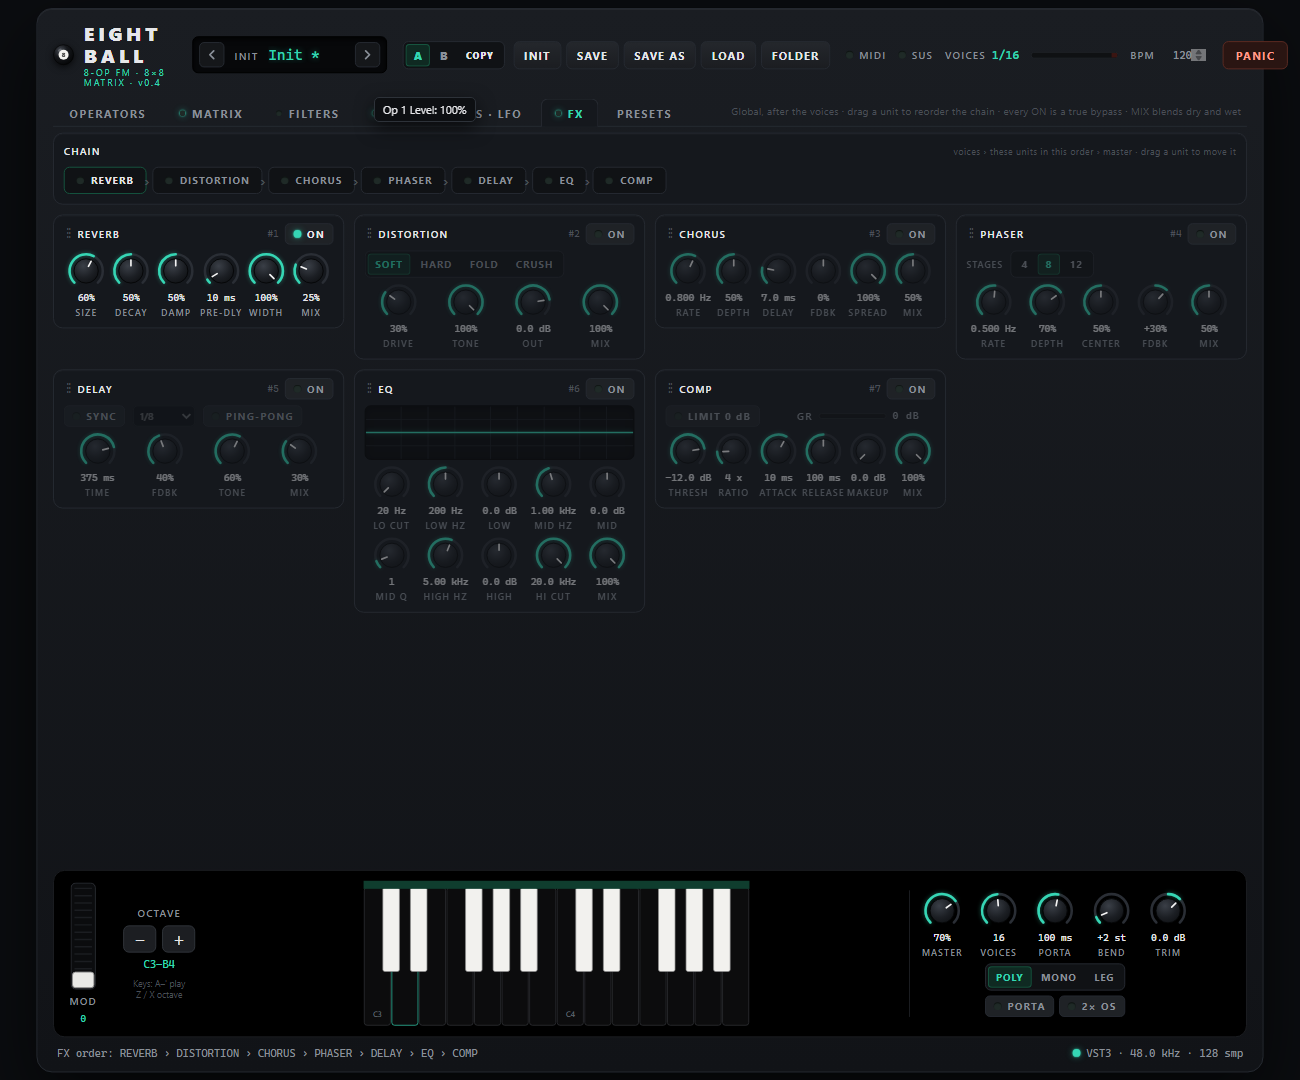 EIGHT
BALL
8-OP FM · 8×8
MATRIX · v0.4
INIT Init *
A B COPY
INIT SAVE SAVE AS LOAD FOLDER
MIDI SUS VOICES 1/16 BPM 120 PANIC
OPERATORS MATRIX FILTERS S · LFO FX PRESETS
Op 1 Level: 100%
Global, after the voices · drag a unit to reorder the chain · every ON is a true bypass · MIX blends dry and wet
CHAIN
voices › these units in this order › master · drag a unit to move it
REVERB › DISTORTION › CHORUS › PHASER › DELAY › EQ › COMP
REVERB #1 ON
60% 50% 50% 10 ms 100% 25%
SIZE DECAY DAMP PRE-DLY WIDTH MIX
DISTORTION #2 ON
SOFT HARD FOLD CRUSH
30% 100% 0.0 dB 100%
DRIVE TONE OUT MIX
CHORUS #3 ON
0.800 Hz 50% 7.0 ms 0% 100% 50%
RATE DEPTH DELAY FDBK SPREAD MIX
PHASER #4 ON
STAGES 4 8 12
0.500 Hz 70% 50% +30% 50%
RATE DEPTH CENTER FDBK MIX
DELAY #5 ON
SYNC 1/8 PING-PONG
375 ms 40% 60% 30%
TIME FDBK TONE MIX
EQ #6 ON
20 Hz 200 Hz 0.0 dB 1.00 kHz 0.0 dB
LO CUT LOW HZ LOW MID HZ MID
1 5.00 kHz 0.0 dB 20.0 kHz 100%
MID Q HIGH HZ HIGH HI CUT MIX
COMP #7 ON
LIMIT 0 dB GR 0 dB
−12.0 dB 4 x 10 ms 100 ms 0.0 dB 100%
THRESH RATIO ATTACK RELEASE MAKEUP MIX
MOD
0
OCTAVE
− +
C3–B4
Keys: A–' play
Z / X octave
C3 C4
70% 16 100 ms +2 st 0.0 dB
MASTER VOICES PORTA BEND TRIM
POLY MONO LEG
PORTA 2× OS
FX order: REVERB › DISTORTION › CHORUS › PHASER › DELAY › EQ › COMP
VST3 · 48.0 kHz · 128 smp